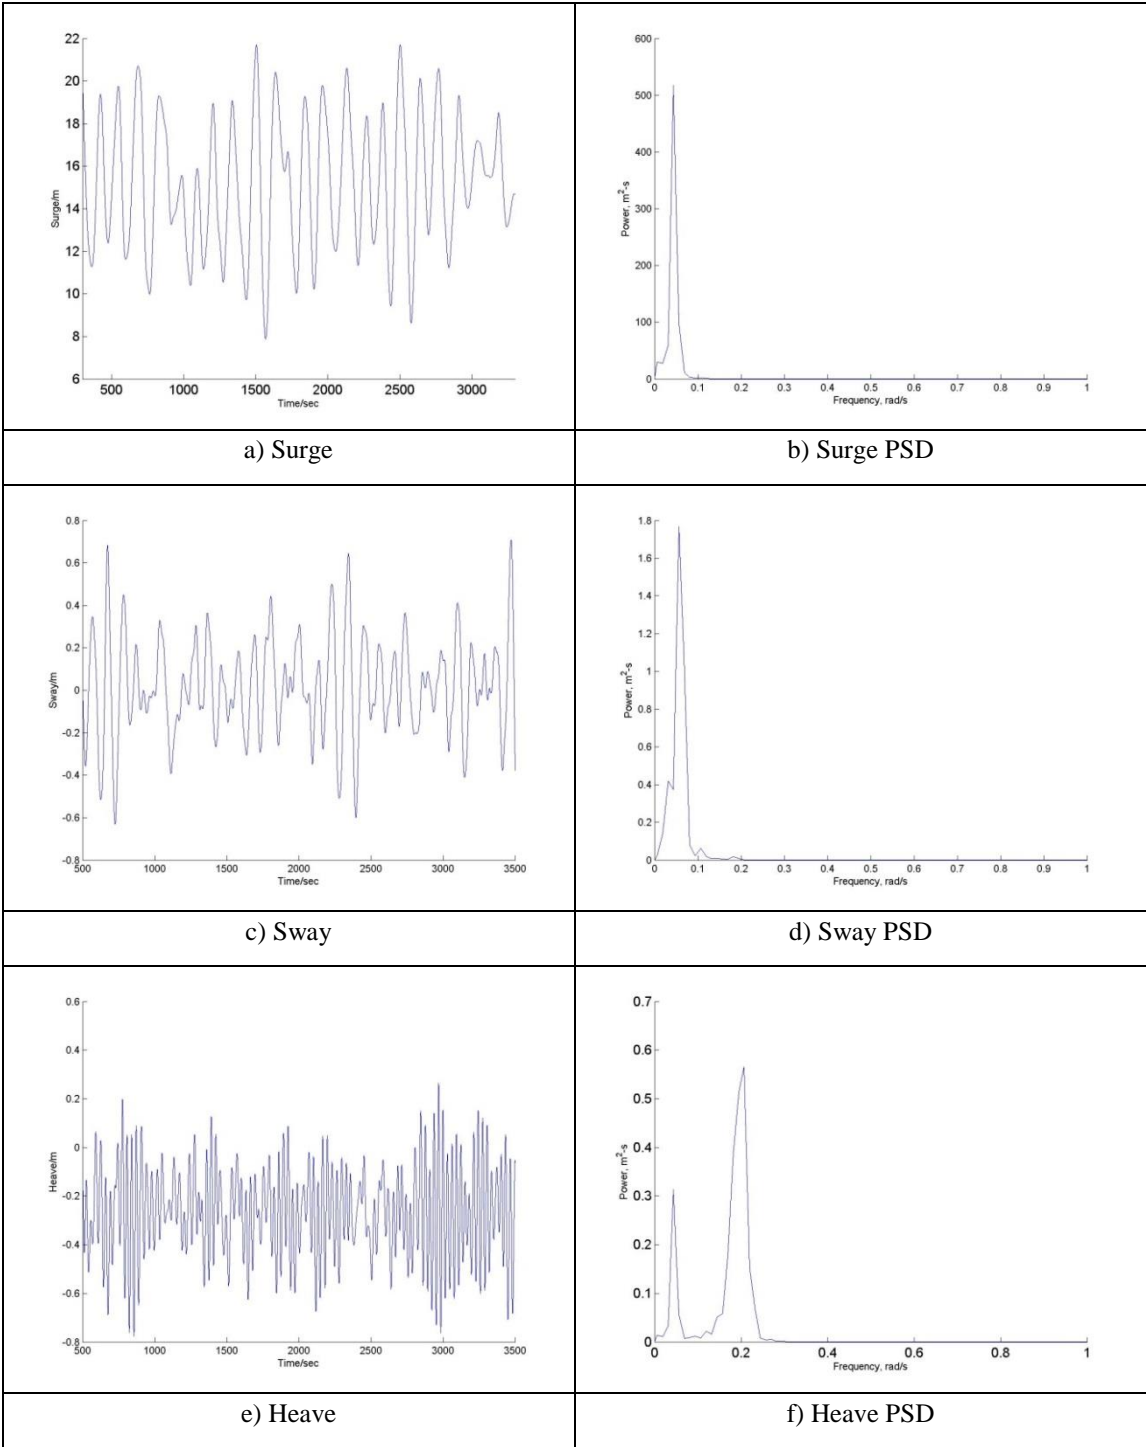 22
20
18
16
14
12
10
8
6
Surge/m
500 1000 1500 2000 2500 3000
Time/sec
600
500
400
300
200
100
0
Power, m²-s
0 0.1 0.2 0.3 0.4 0.5 0.6 0.7 0.8 0.9 1
Frequency, rad/s
a) Surge
b) Surge PSD
0.8
0.6
0.4
0.2
0
-0.2
-0.4
-0.6
-0.8
Sway/m
500 1000 1500 2000 2500 3000 3500
Time/sec
1.8
1.6
1.4
1.2
1
0.8
0.6
0.4
0.2
0
Power, m²-s
0 0.1 0.2 0.3 0.4 0.5 0.6 0.7 0.8 0.9 1
Frequency, rad/s
c) Sway
d) Sway PSD
0.6
0.4
0.2
0
-0.2
-0.4
-0.6
-0.8
Heave/m
500 1000 1500 2000 2500 3000 3500
Time/sec
0.7
0.6
0.5
0.4
0.3
0.2
0.1
0
Power, m²-s
0 0.2 0.4 0.6 0.8 1
Frequency, rad/s
e) Heave
f) Heave PSD